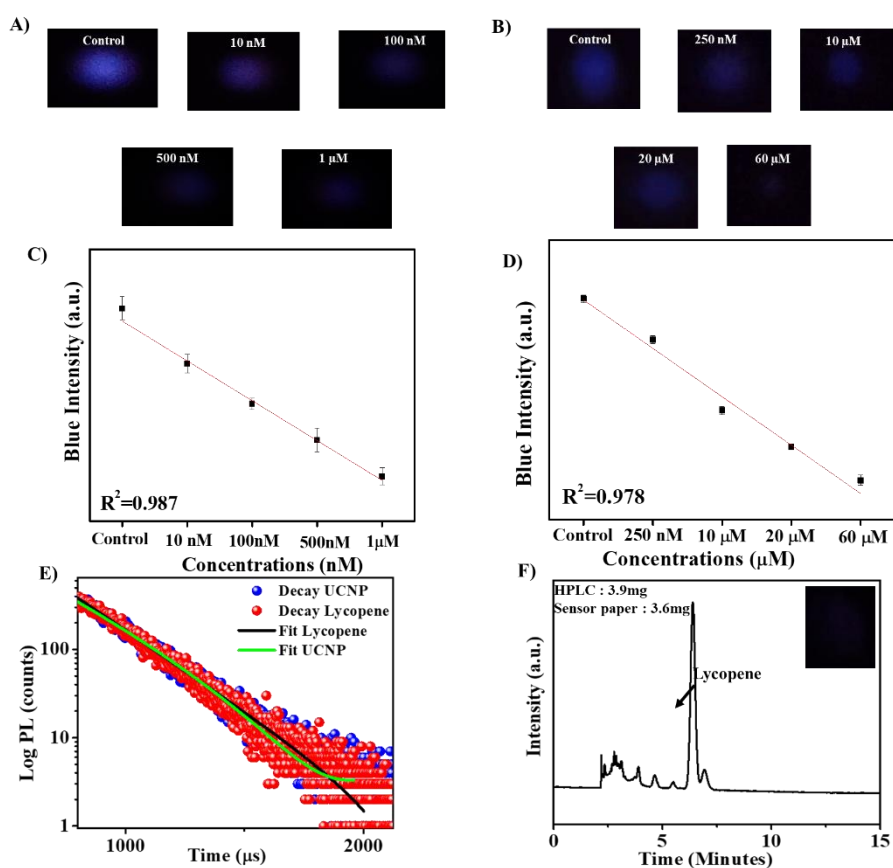 A)
Control
10 nM
100 nM
500 nM
1 µM
B)
Control
250 nM
10 µM
20 µM
60 µM
C)
Blue Intensity (a.u.)
R²=0.987
Control 10 nM 100nM 500nM 1µM
Concentrations (nM)
D)
Blue Intensity (a.u.)
R²=0.978
Control 250 nM 10 µM 20 µM 60 µM
Concentrations (µM)
E)
Log PL (counts)
Decay UCNP
Decay Lycopene
Fit Lycopene
Fit UCNP
100
10
1
1000 2000
Time (µs)
F)
Intensity (a.u.)
HPLC : 3.9mg
Sensor paper : 3.6mg
Lycopene
0 5 10 15
Time (Minutes)